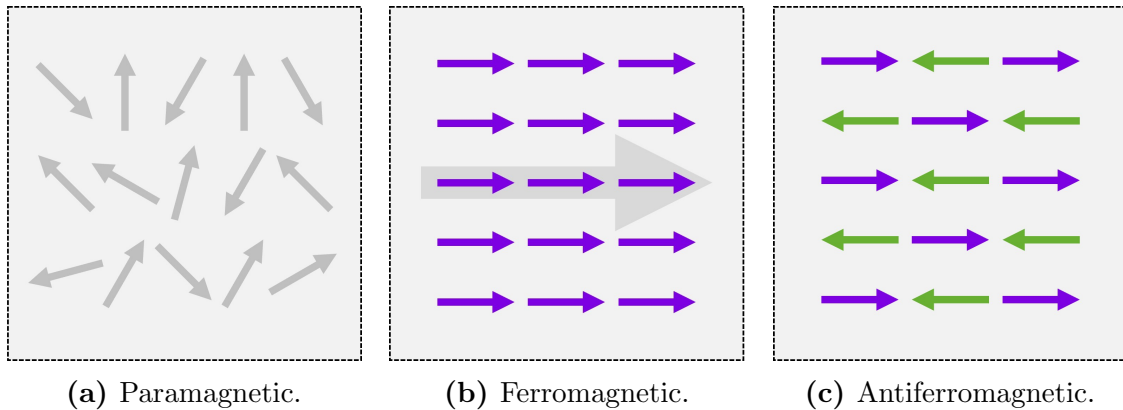 (a) Paramagnetic.
(b) Ferromagnetic.
(c) Antiferromagnetic.